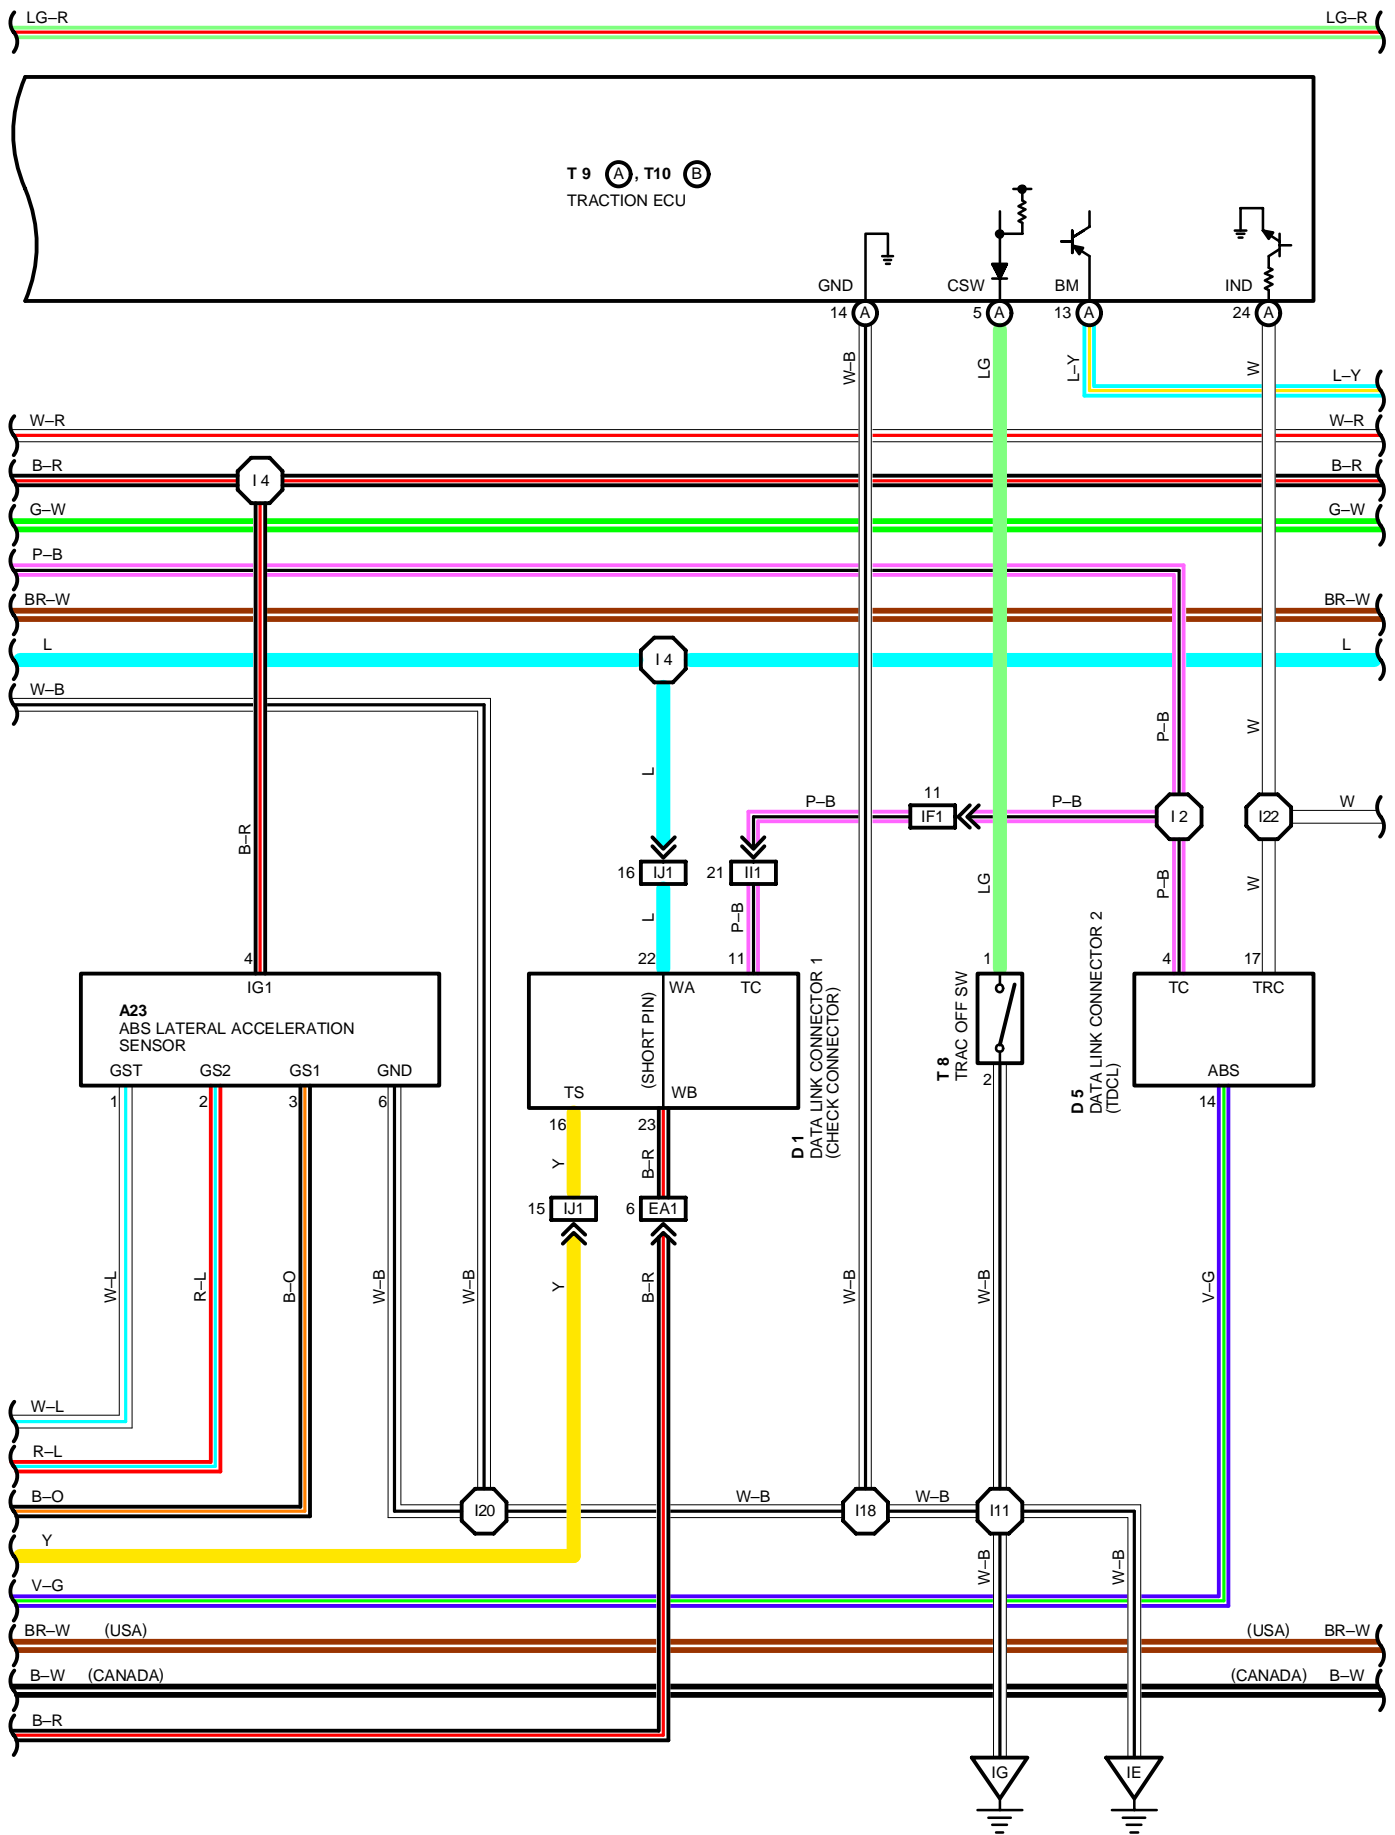 LG–R LG–R
T 9 A , T10 B
TRACTION ECU
GND CSW BM IND
14 A 5 A 13 A 24 A
W–B LG L–Y W
L–Y
W–R W–R
B–R B–R
I 4
G–W G–W
P–B
BR–W BR–W
L L
I 4
W–B
P–B W
L
11
P–B P–B W
IF1 I 2 I22
B–R
16 IJ1 21 II1
L P–B LG P–B W
4 22 11 1 4 17
IG1 WA TC TC TRC
A23
ABS LATERAL ACCELERATION
SENSOR
(SHORT PIN)
D 1
DATA LINK CONNECTOR 1
(CHECK CONNECTOR)
T 8
TRAC OFF SW
D 5
DATA LINK CONNECTOR 2
(TDCL)
GST GS2 GS1 GND ABS
TS WB
1 2 3 6 2 14
16 23
Y B–R
15 IJ1 6 EA1
W–L R–L B–O W–B W–B Y B–R W–B W–B V–G
W–L
R–L
B–O W–B W–B
I20 I18 I11
Y
W–B W–B
V–G
BR–W (USA) (USA) BR–W
B–W (CANADA) (CANADA) B–W
B–R
IG IE